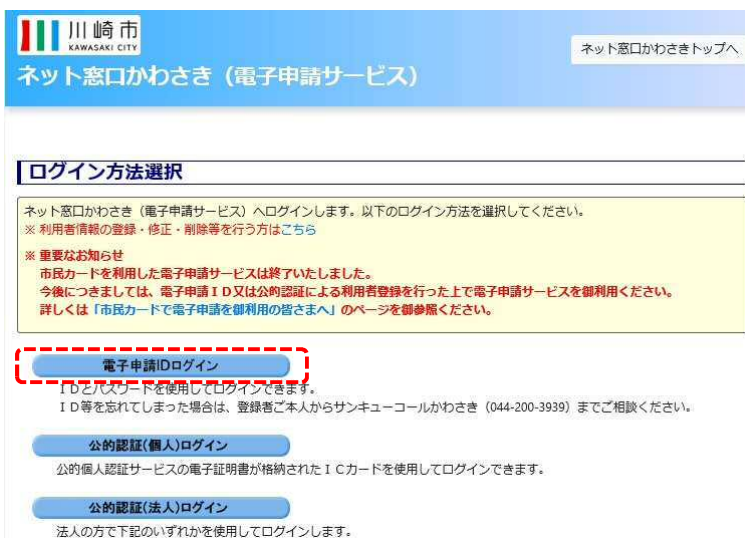 川崎市
KAWASAKI CITY
ネット窓口かわさきトップへ
ネット窓口かわさき（電子申請サービス）
ログイン方法選択
ネット窓口かわさき（電子申請サービス）へログインします。以下のログイン方法を選択してください。
※ 利用者情報の登録・修正・削除等を行う方はこちら
※ 重要なお知らせ
市民カードを利用した電子申請サービスは終了いたしました。
今後につきましては、電子申請ＩＤ又は公的認証による利用者登録を行った上で電子申請サービスを御利用ください。
詳しくは「市民カードで電子申請を御利用の皆さまへ」のページを御参照ください。
電子申請IDログイン
ＩＤとパスワードを使用してログインできます。
ＩＤ等を忘れてしまった場合は、登録者ご本人からサンキューコールかわさき（044-200-3939）までご相談ください。
公的認証(個人)ログイン
公的個人認証サービスの電子証明書が格納されたＩＣカードを使用してログインできます。
公的認証(法人)ログイン
法人の方で下記のいずれかを使用してログインします。